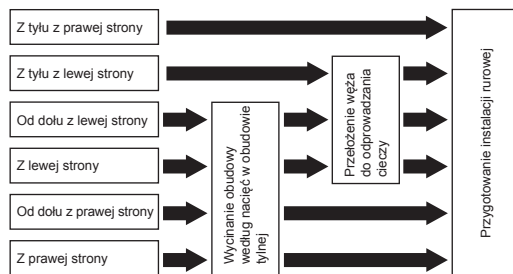 Z tyłu z prawej strony
Z tyłu z lewej strony
Od dołu z lewej strony
Z lewej strony
Od dołu z prawej strony
Z prawej strony
Wycinanie obudowy
według nacięć w obudowie
tylnej
Przełożenie węża
do odprowadzania
cieczy
Przygotowanie instalacji rurowej